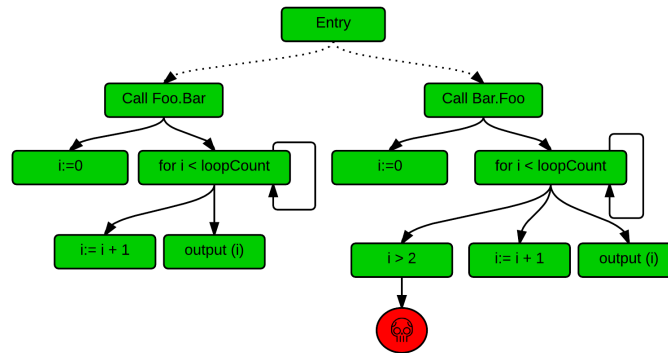 Entry
Call Foo.Bar
Call Bar.Foo
i:=0
for i < loopCount
i:=0
for i < loopCount
i:= i + 1
output (i)
i > 2
i:= i + 1
output (i)